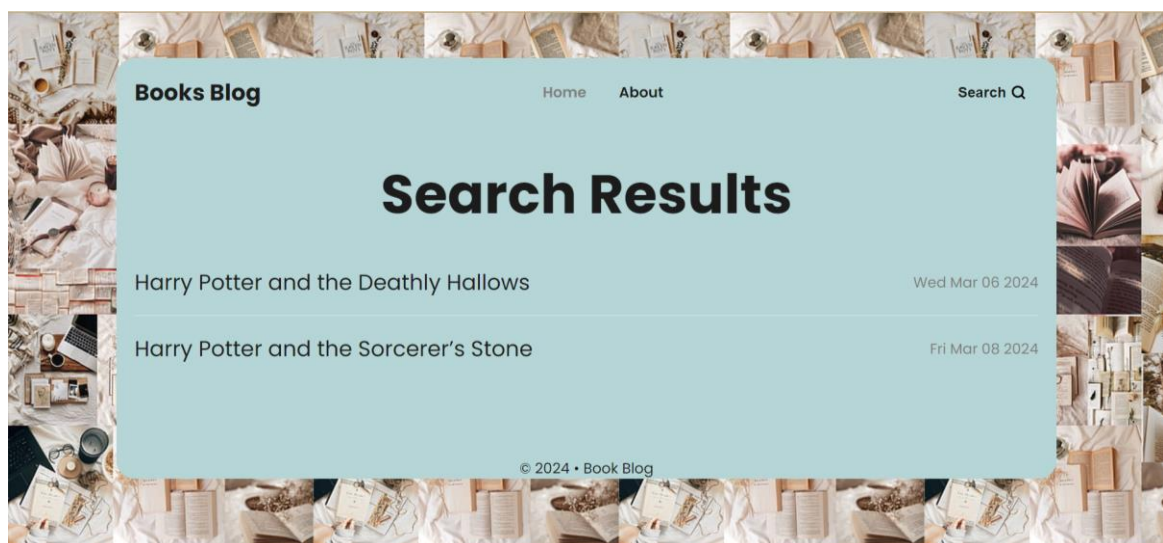 Books Blog
Home About
Search
Search Results
Harry Potter and the Deathly Hallows Wed Mar 06 2024
Harry Potter and the Sorcerer’s Stone Fri Mar 08 2024
© 2024 • Book Blog